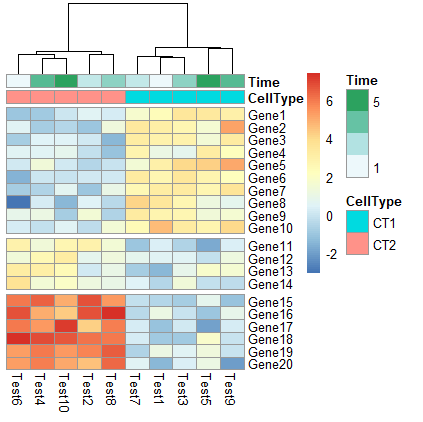 Time
CellType
Gene1
Gene2
Gene3
Gene4
Gene5
Gene6
Gene7
Gene8
Gene9
Gene10
Gene11
Gene12
Gene13
Gene14
Gene15
Gene16
Gene17
Gene18
Gene19
Gene20
Test6 Test4 Test10 Test2 Test8 Test7 Test1 Test3 Test5 Test9
6
4
2
0
-2
Time
5
1
CellType
CT1
CT2